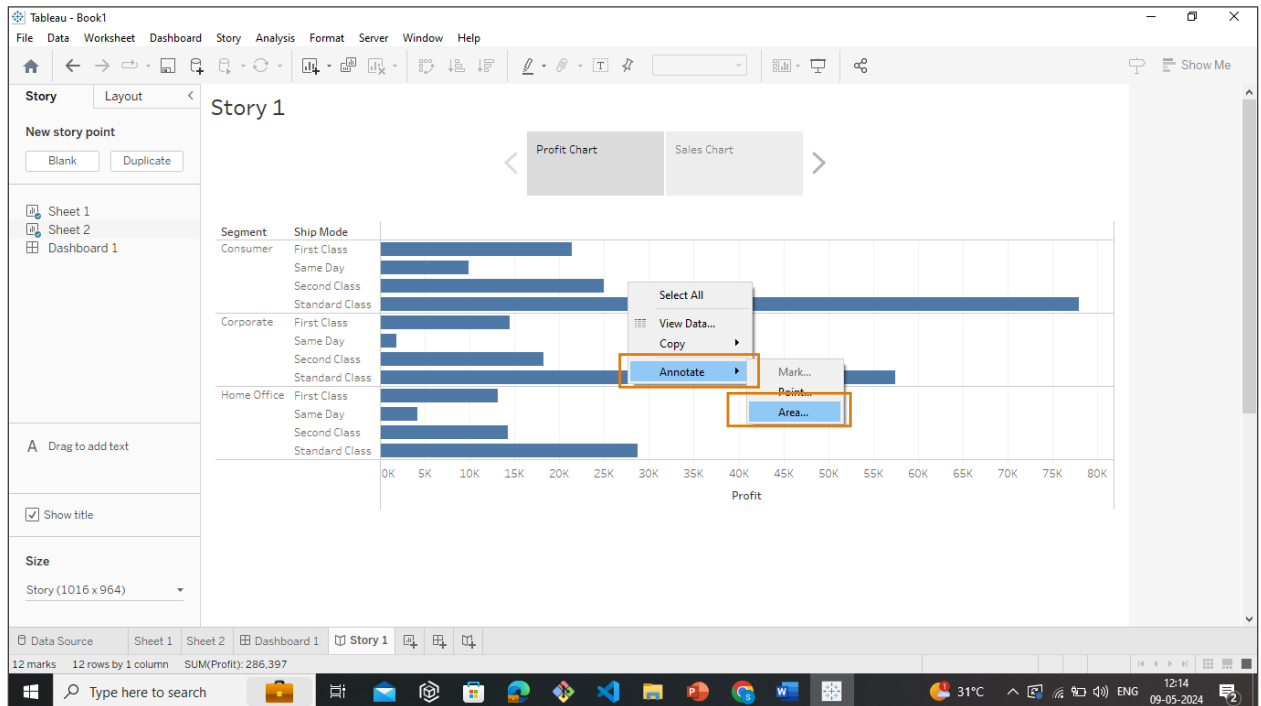 Tableau - Book1
File Data Worksheet Dashboard Story Analysis Format Server Window Help
T
Show Me
Story Layout
Story 1
New story point
Blank Duplicate
Profit Chart Sales Chart
Sheet 1
Sheet 2
Dashboard 1
Segment Ship Mode
Consumer First Class
Same Day
Second Class
Standard Class
Corporate First Class
Same Day
Second Class
Standard Class
Home Office First Class
Same Day
Second Class
Standard Class
Select All
View Data...
Copy
Annotate
Mark...
Point...
Area...
0K 5K 10K 15K 20K 25K 30K 35K 40K 45K 50K 55K 60K 65K 70K 75K 80K
Profit
A Drag to add text
Show title
Size
Story (1016 x 964)
Data Source Sheet 1 Sheet 2 Dashboard 1 Story 1
12 marks 12 rows by 1 column SUM(Profit): 286,397
Type here to search
1 31°C ENG 12:14
09-05-2024 2